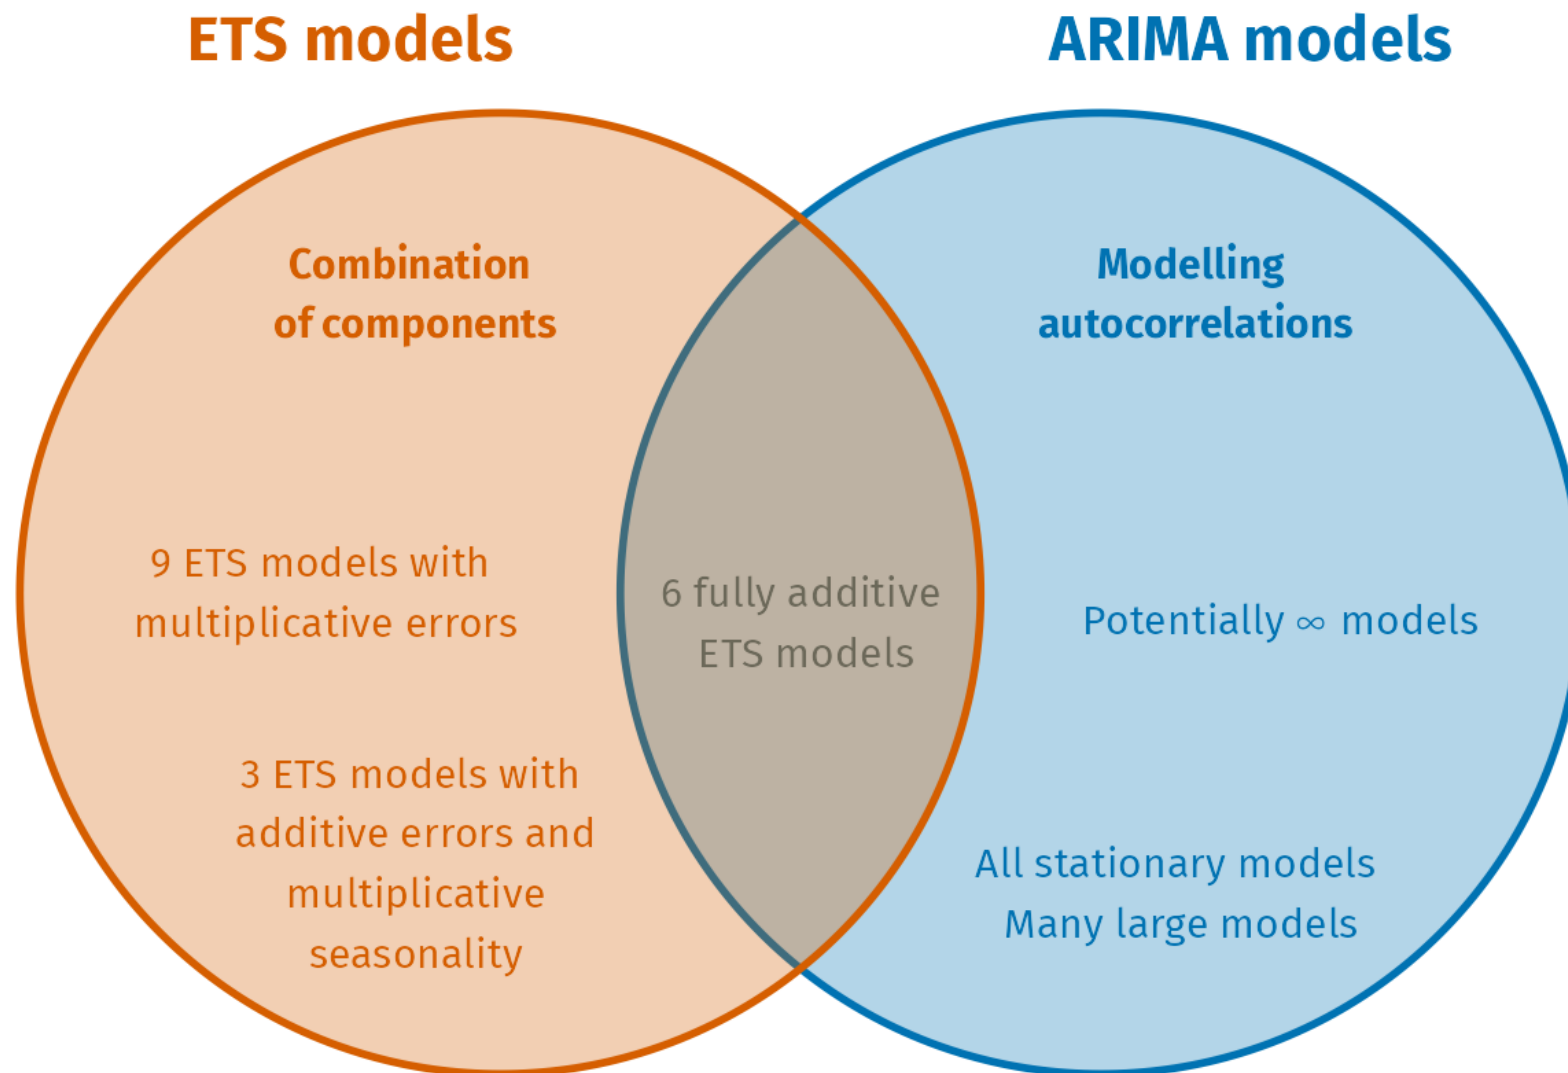 ETS models
ARIMA models
Combination
of components
Modelling
autocorrelations
9 ETS models with
multiplicative errors
6 fully additive
ETS models
Potentially ∞ models
3 ETS models with
additive errors and
multiplicative
seasonality
All stationary models
Many large models